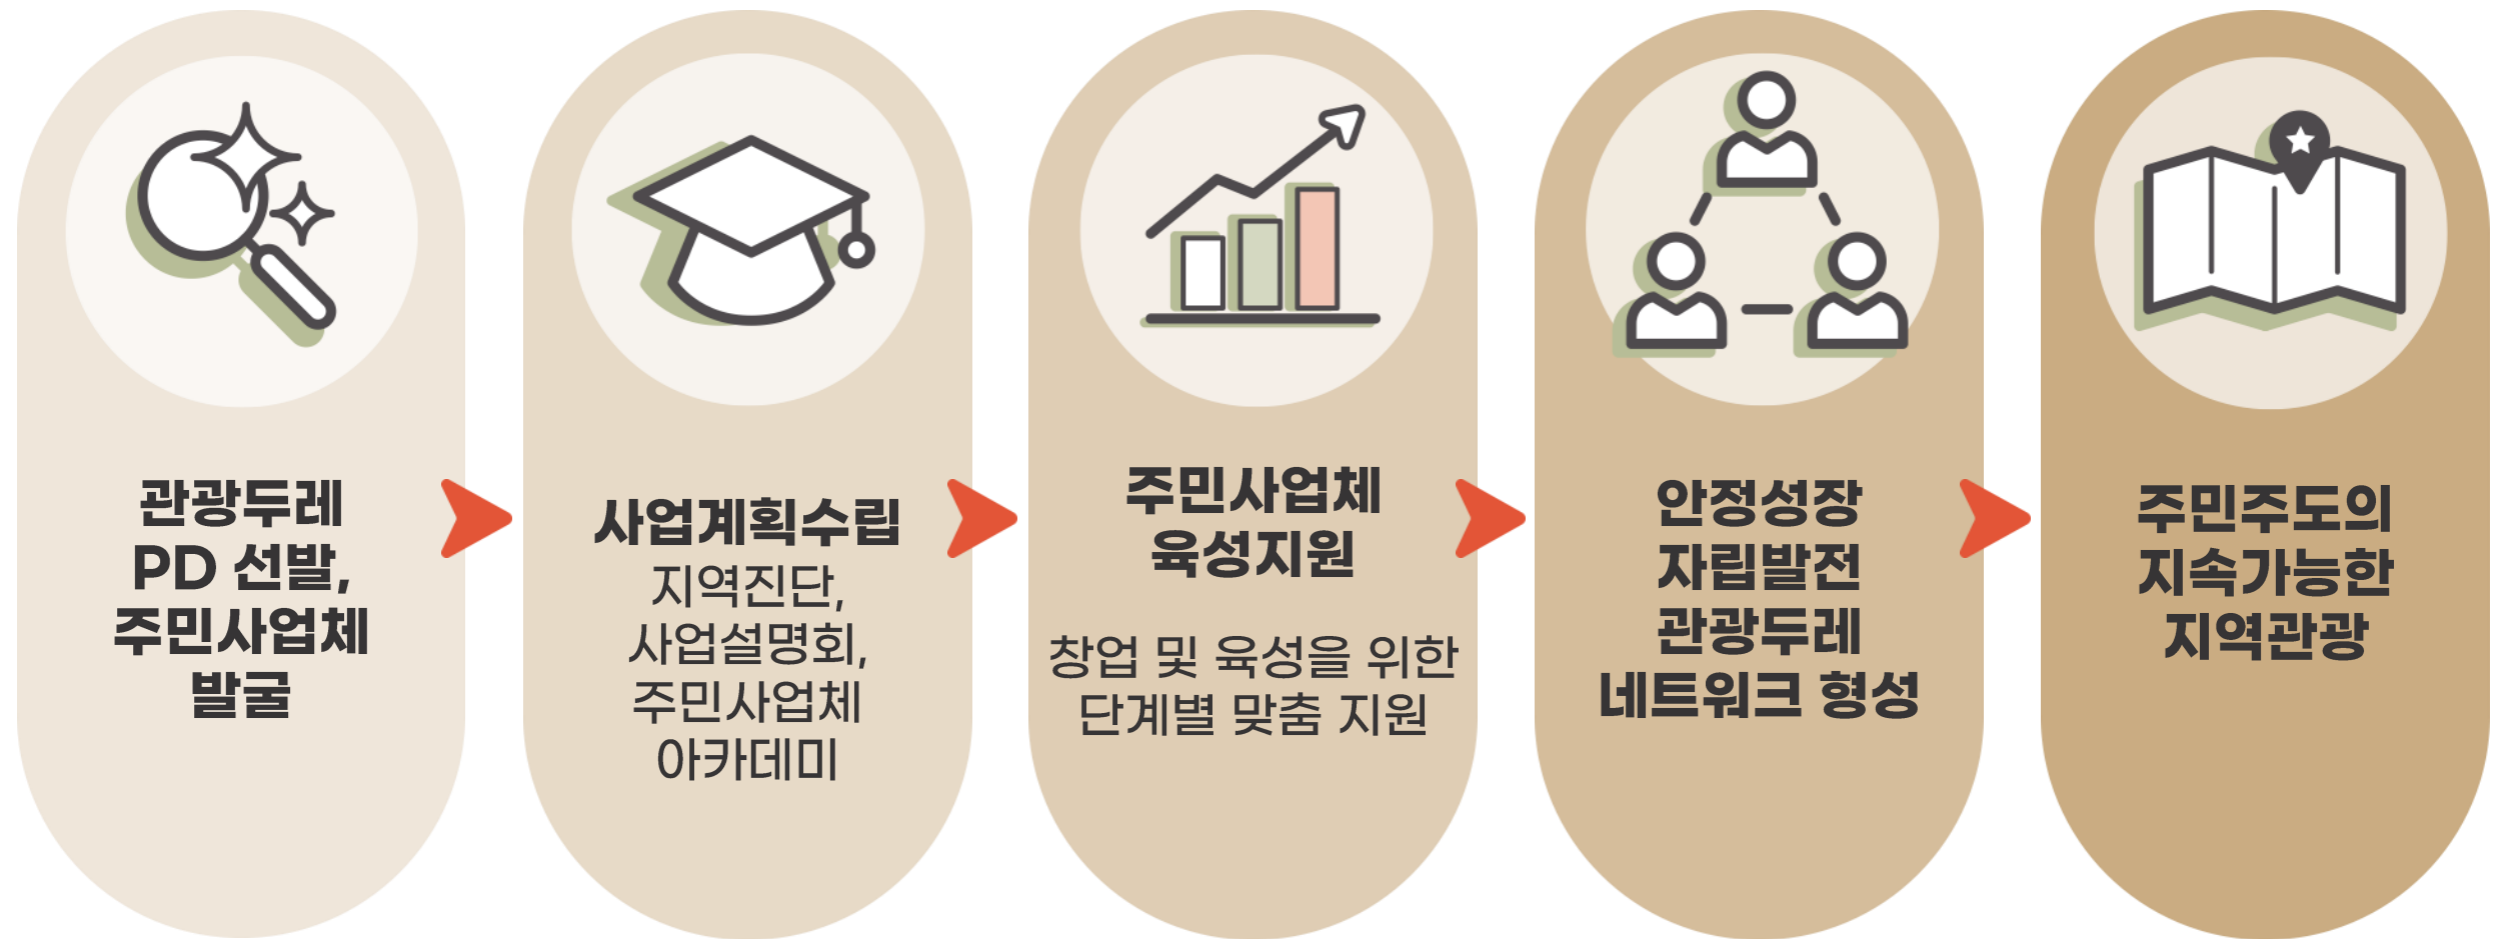 관광두레
PD 선발,
주민사업체
발굴
사업계획수립
지역진단,
사업설명회,
주민사업체
아카데미
주민사업체
육성지원
창업 및 육성을 위한
단계별 맞춤 지원
안정성장
자립발전
관광두레
네트워크 형성
주민주도의
지속가능한
지역관광